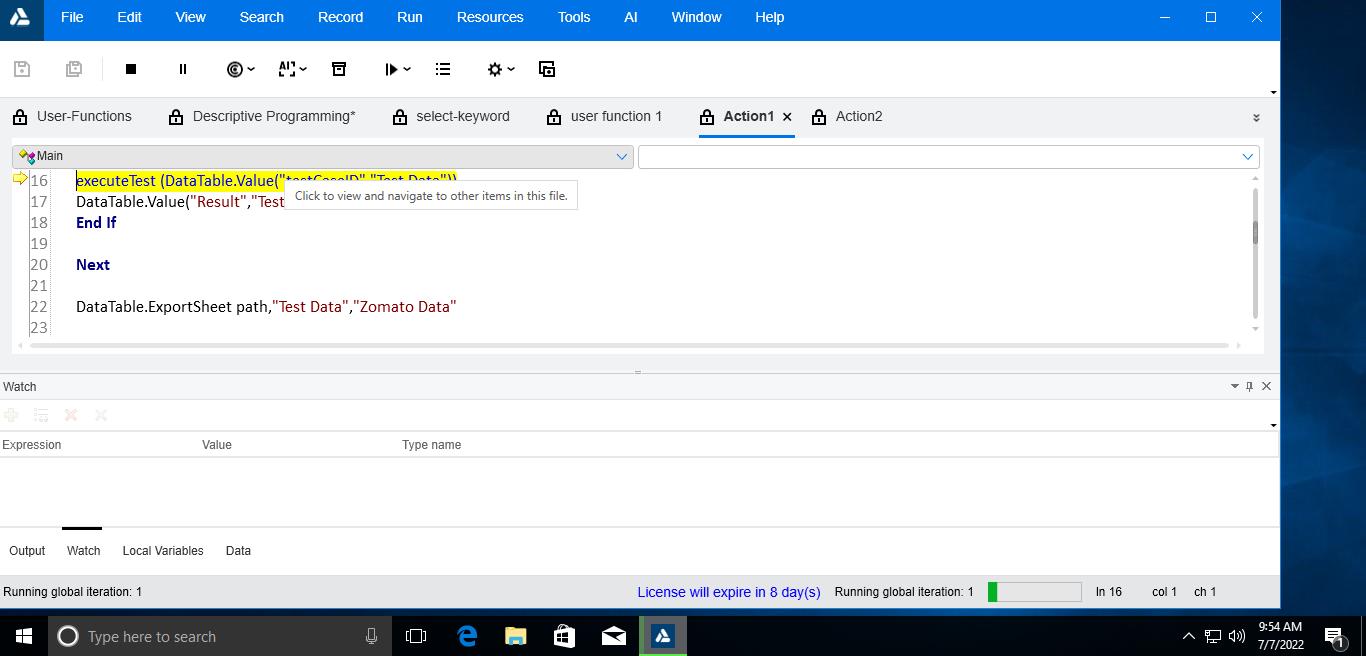 File Edit View Search Record Run Resources Tools AI Window Help
User-Functions Descriptive Programming* select-keyword user function 1 Action1 Action2
Main
16 executeTest (DataTable.Value("testCaseID","Test Data"))
Click to view and navigate to other items in this file.
17 DataTable.Value("Result","Test
18 End If
19
20 Next
21
22 DataTable.ExportSheet path,"Test Data","Zomato Data"
23
Watch
Expression Value Type name
Output Watch Local Variables Data
Running global iteration: 1 License will expire in 8 day(s) Running global iteration: 1 ln 16 col 1 ch 1
Type here to search 9:54 AM
7/7/2022 1